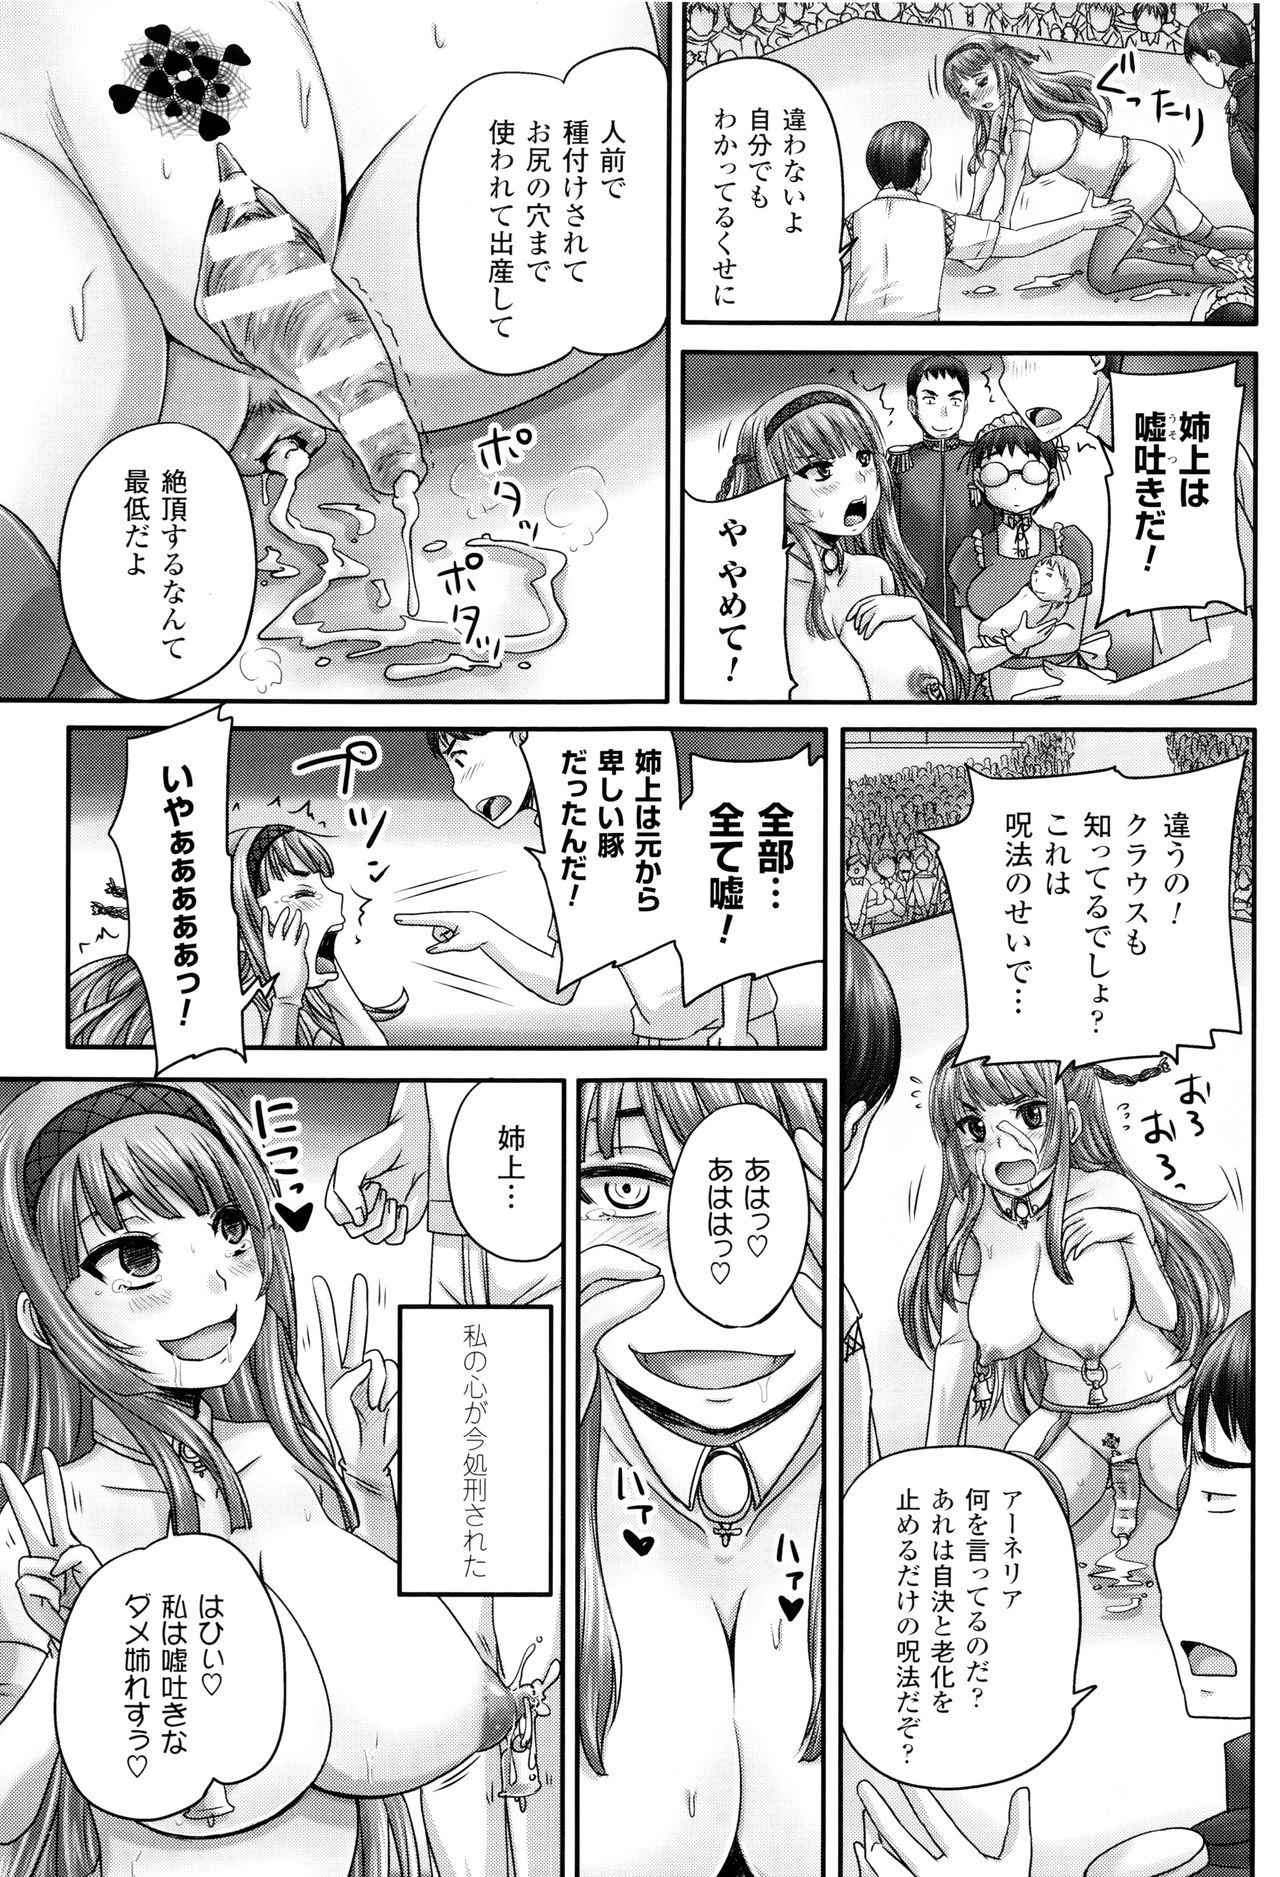 違わないよ
自分でも
わかってるくせに
ぐったり
姉上は
嘘吐きだ！
うそつ
や やめて！
人前で
種付けされて
お尻の穴まで
使われて出産して
絶頂するなんて
最低だよ
ポタッ
ポタッ
違うの！
クラウスも
知ってるでしょ？
これは
呪法のせいで…
おろおろ、
アーネリア
何を言ってるのだ？
あれは自決と老化を
止めるだけの呪法だぞ？
全部…
全て嘘！
姉上は元から
卑しい豚
だったんだ！
プツン
いやぁぁぁぁぁっ！
あはっ♡
あははっ♡
ハァ♥
ハァ♥
姉上…
私の心が今処刑された
にこっ♥
はひぃ♡
私は嘘吐きな
ダメ姉れすぅ♡